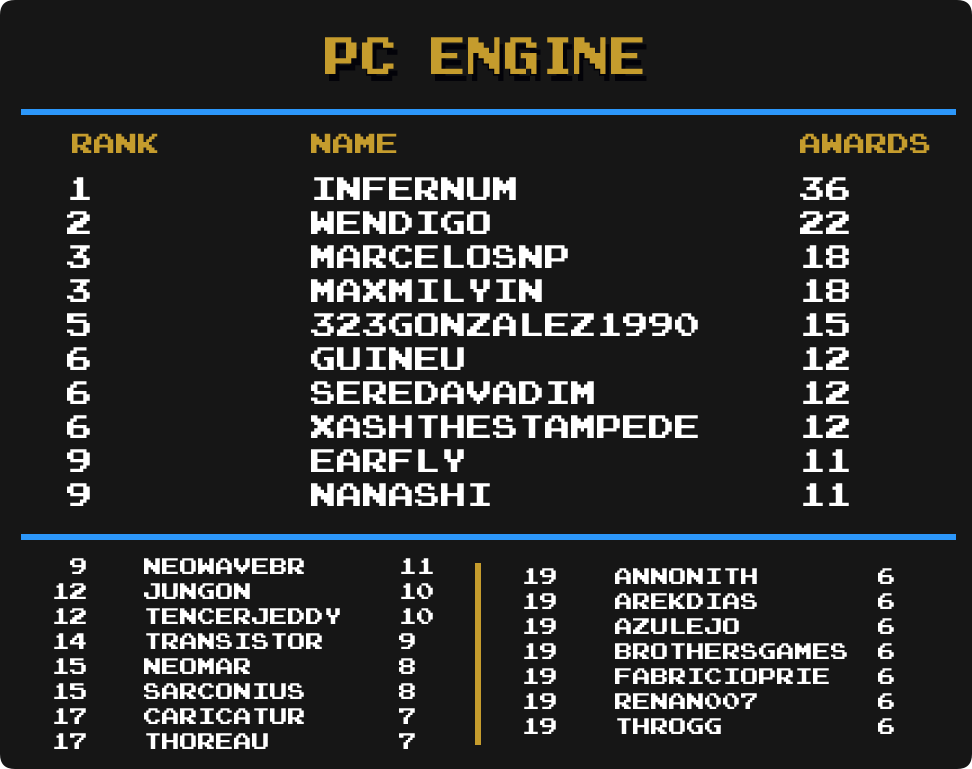 PC ENGINE
RANK NAME AWARDS
1 INFERNUM 36
2 WENDIGO 22
3 MARCELOSNP 18
3 MAXMILYIN 18
5 323GONZALEZ1990 15
6 GUINEU 12
6 SEREDAVADIM 12
6 XASHTHESTAMPEDE 12
9 EARFLY 11
9 NANASHI 11
9 NEOWAVEBR 11
12 JUNGON 10
12 TENCERJEDDY 10
14 TRANSISTOR 9
15 NEOMAR 8
15 SARCONIUS 8
17 CARICATUR 7
17 THOREAU 7
19 ANNONITH 6
19 AREKDIAS 6
19 AZULEJO 6
19 BROTHERSGAMES 6
19 FABRICIOPRIE 6
19 RENAN007 6
19 THROGG 6